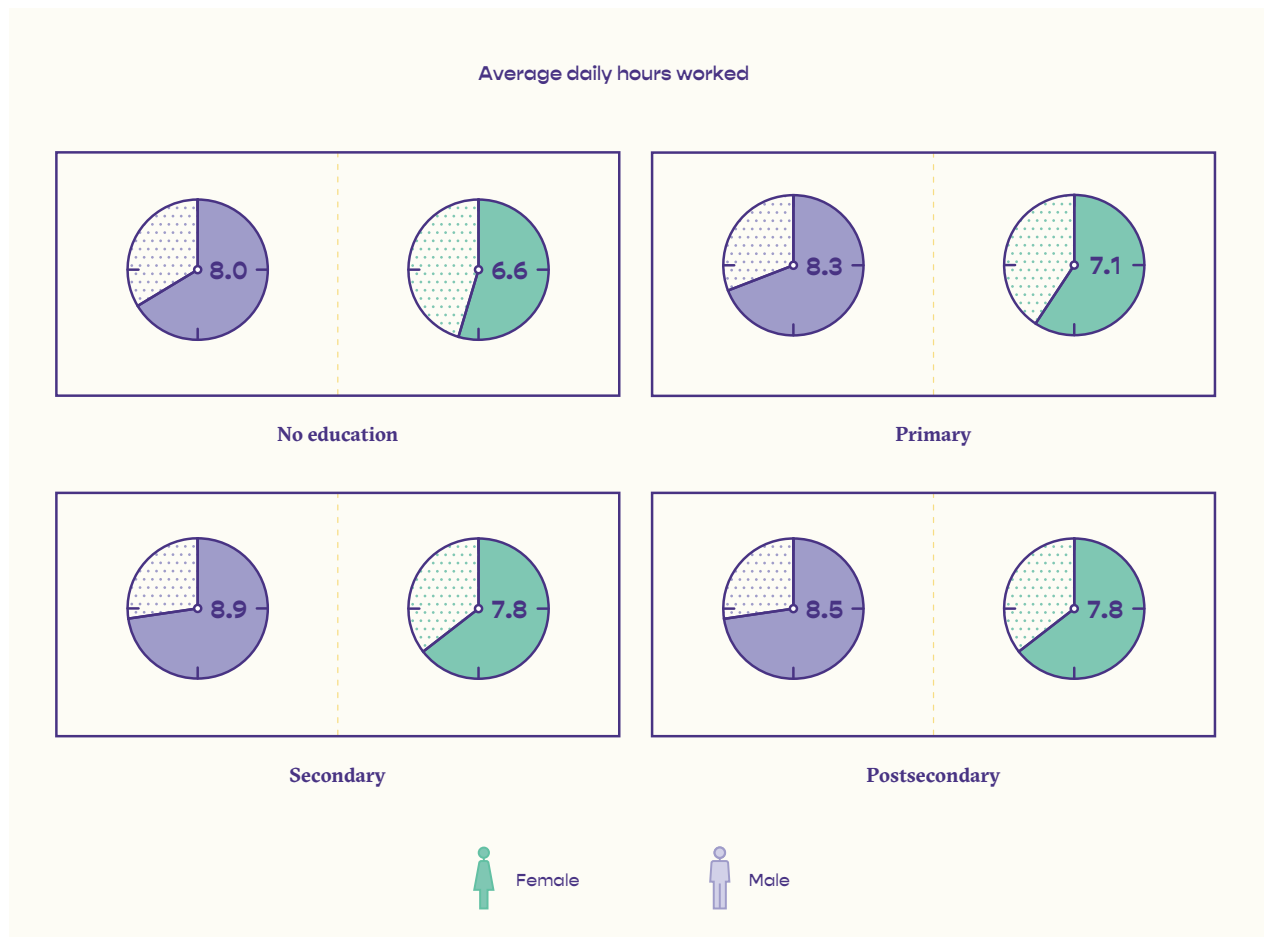 Average daily hours worked
8.0
6.6
8.3
7.1
No education
Primary
8.9
7.8
8.5
7.8
Secondary
Postsecondary
Female
Male